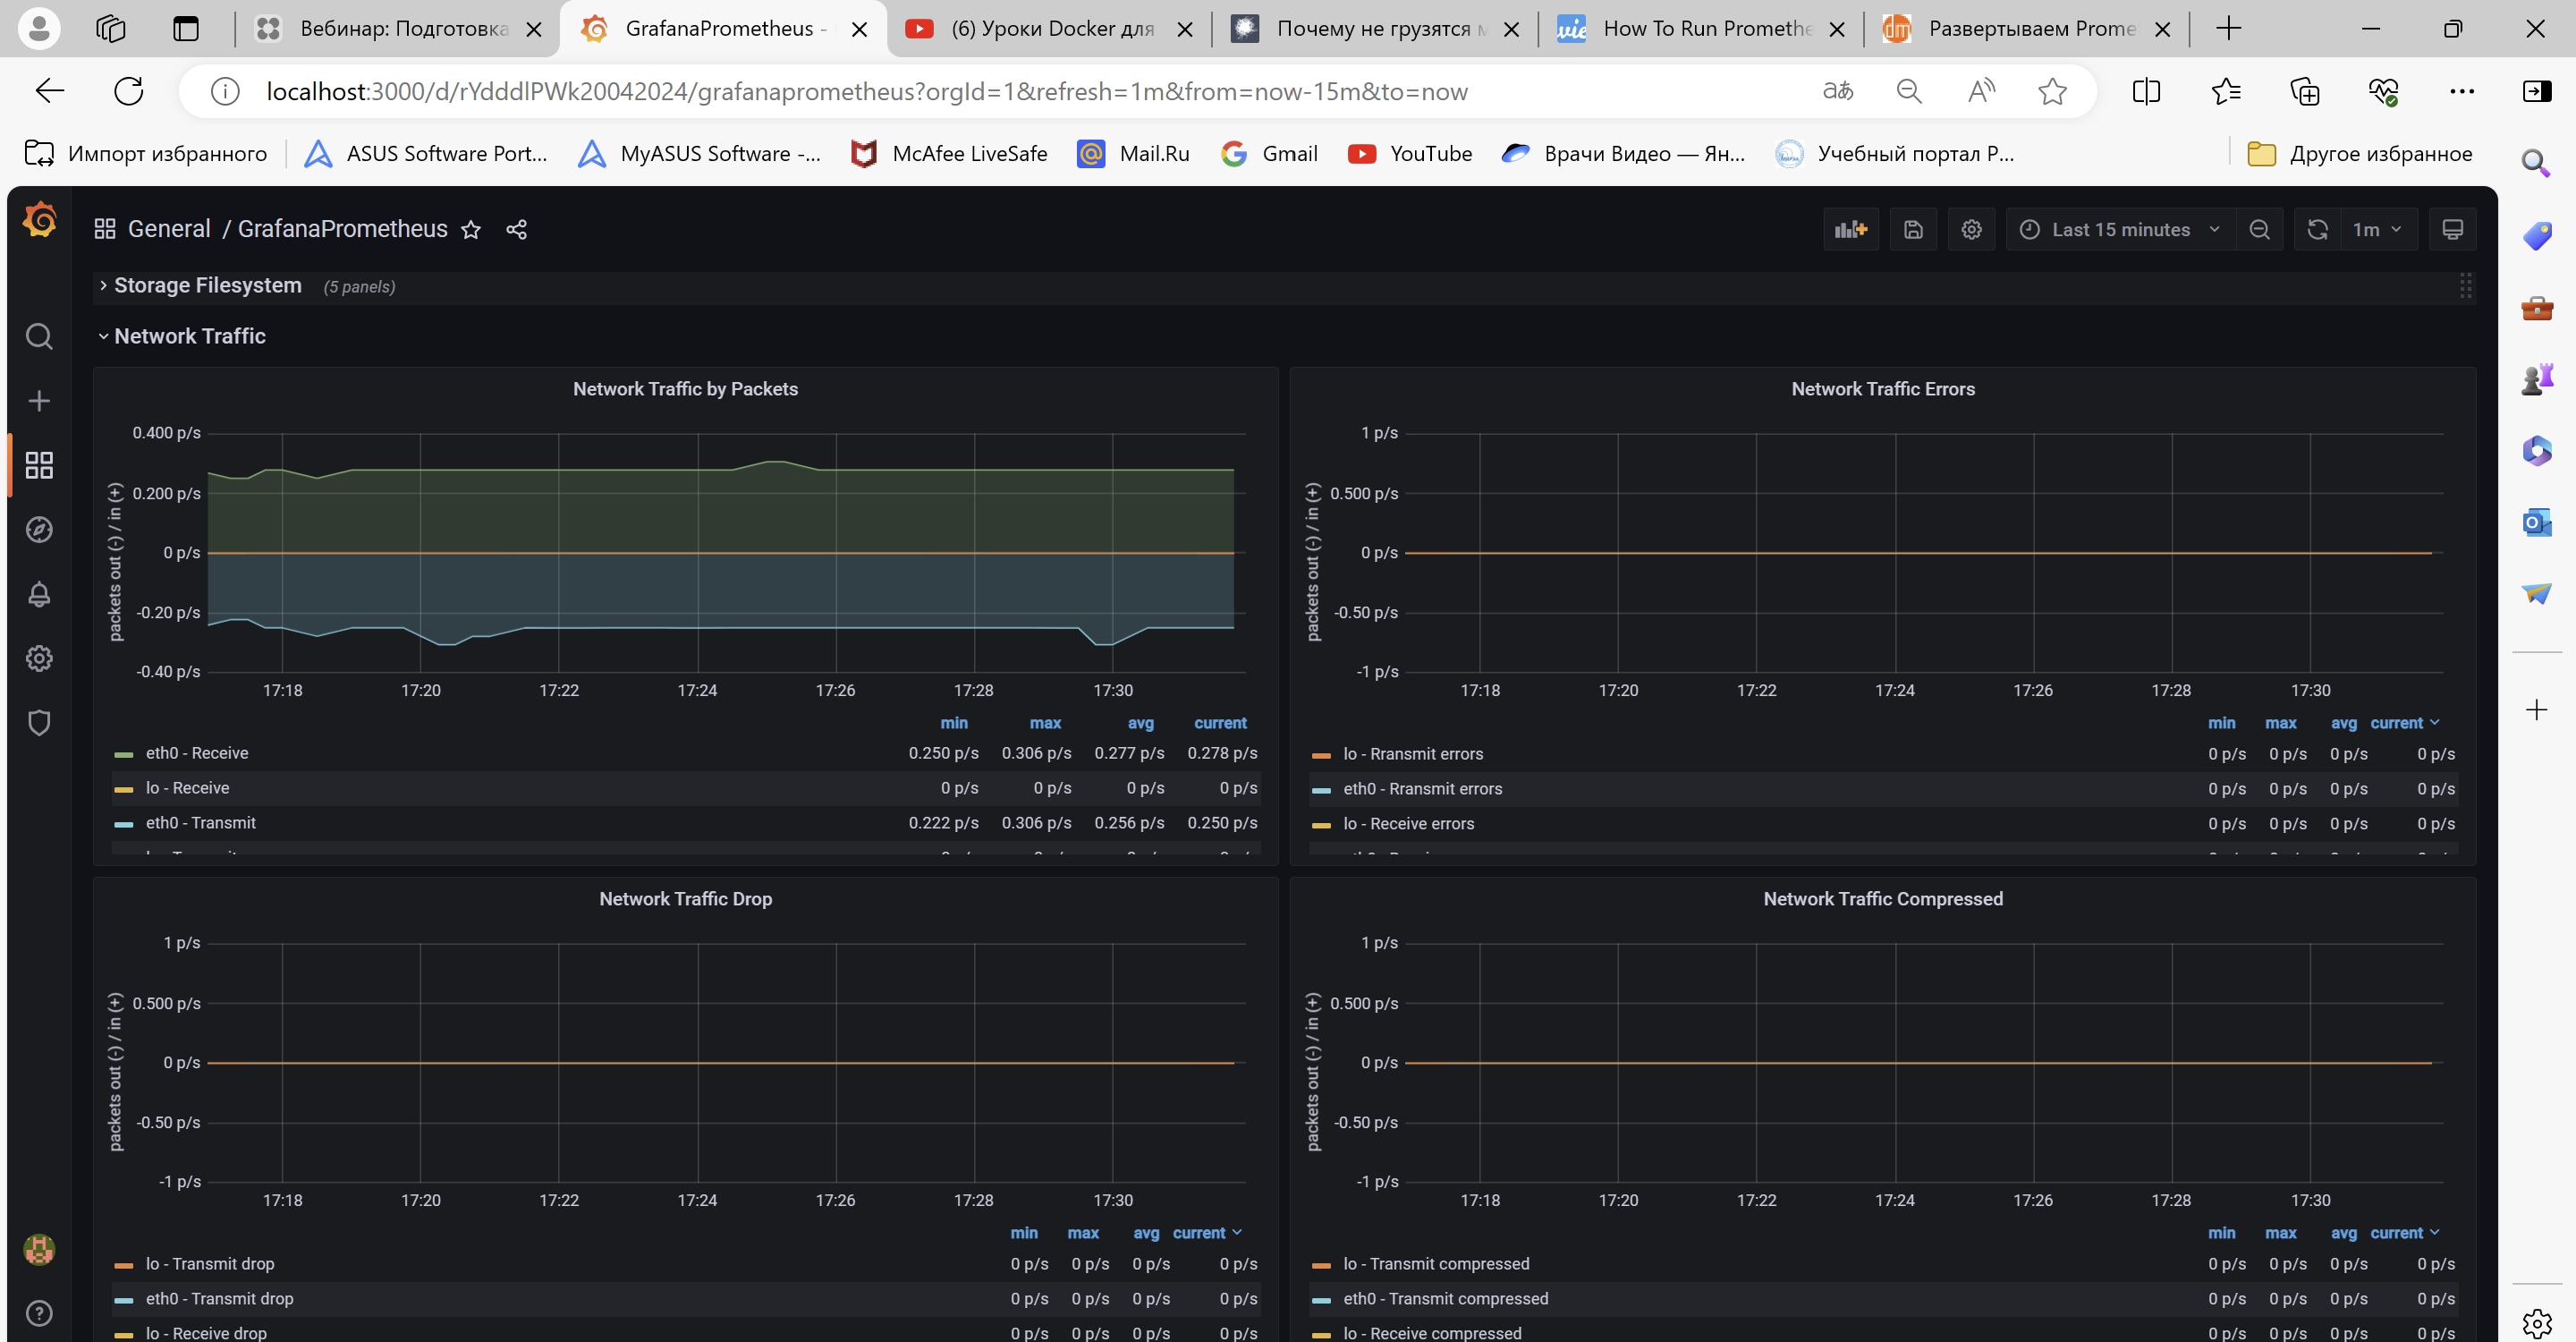 Вебинар: Подготовка
GrafanaPrometheus -
(6) Уроки Docker для
Почему не грузятся м
How To Run Promethe
Развертываем Prome
localhost:3000/d/rYdddlPWk20042024/grafanaprometheus?orgId=1&refresh=1m&from=now-15m&to=now
Импорт избранного
ASUS Software Port...
MyASUS Software -...
McAfee LiveSafe
Mail.Ru
Gmail
YouTube
Врачи Видео — Ян...
Учебный портал Р...
Другое избранное
General / GrafanaPrometheus
Last 15 minutes
1m
Storage Filesystem (5 panels)
Network Traffic
Network Traffic by Packets
packets out (-) / in (+)
0.400 p/s
0.200 p/s
0 p/s
-0.20 p/s
-0.40 p/s
17:18 17:20 17:22 17:24 17:26 17:28 17:30
min max avg current
eth0 - Receive 0.250 p/s 0.306 p/s 0.277 p/s 0.278 p/s
lo - Receive 0 p/s 0 p/s 0 p/s 0 p/s
eth0 - Transmit 0.222 p/s 0.306 p/s 0.256 p/s 0.250 p/s
Network Traffic Errors
packets out (-) / in (+)
1 p/s
0.500 p/s
0 p/s
-0.50 p/s
-1 p/s
17:18 17:20 17:22 17:24 17:26 17:28 17:30
min max avg current
lo - Rransmit errors 0 p/s 0 p/s 0 p/s 0 p/s
eth0 - Rransmit errors 0 p/s 0 p/s 0 p/s 0 p/s
lo - Receive errors 0 p/s 0 p/s 0 p/s 0 p/s
Network Traffic Drop
packets out (-) / in (+)
1 p/s
0.500 p/s
0 p/s
-0.50 p/s
-1 p/s
17:18 17:20 17:22 17:24 17:26 17:28 17:30
min max avg current
lo - Transmit drop 0 p/s 0 p/s 0 p/s 0 p/s
eth0 - Transmit drop 0 p/s 0 p/s 0 p/s 0 p/s
lo - Receive drop 0 p/s 0 p/s 0 p/s 0 p/s
Network Traffic Compressed
packets out (-) / in (+)
1 p/s
0.500 p/s
0 p/s
-0.50 p/s
-1 p/s
17:18 17:20 17:22 17:24 17:26 17:28 17:30
min max avg current
lo - Transmit compressed 0 p/s 0 p/s 0 p/s 0 p/s
eth0 - Transmit compressed 0 p/s 0 p/s 0 p/s 0 p/s
lo - Receive compressed 0 p/s 0 p/s 0 p/s 0 p/s